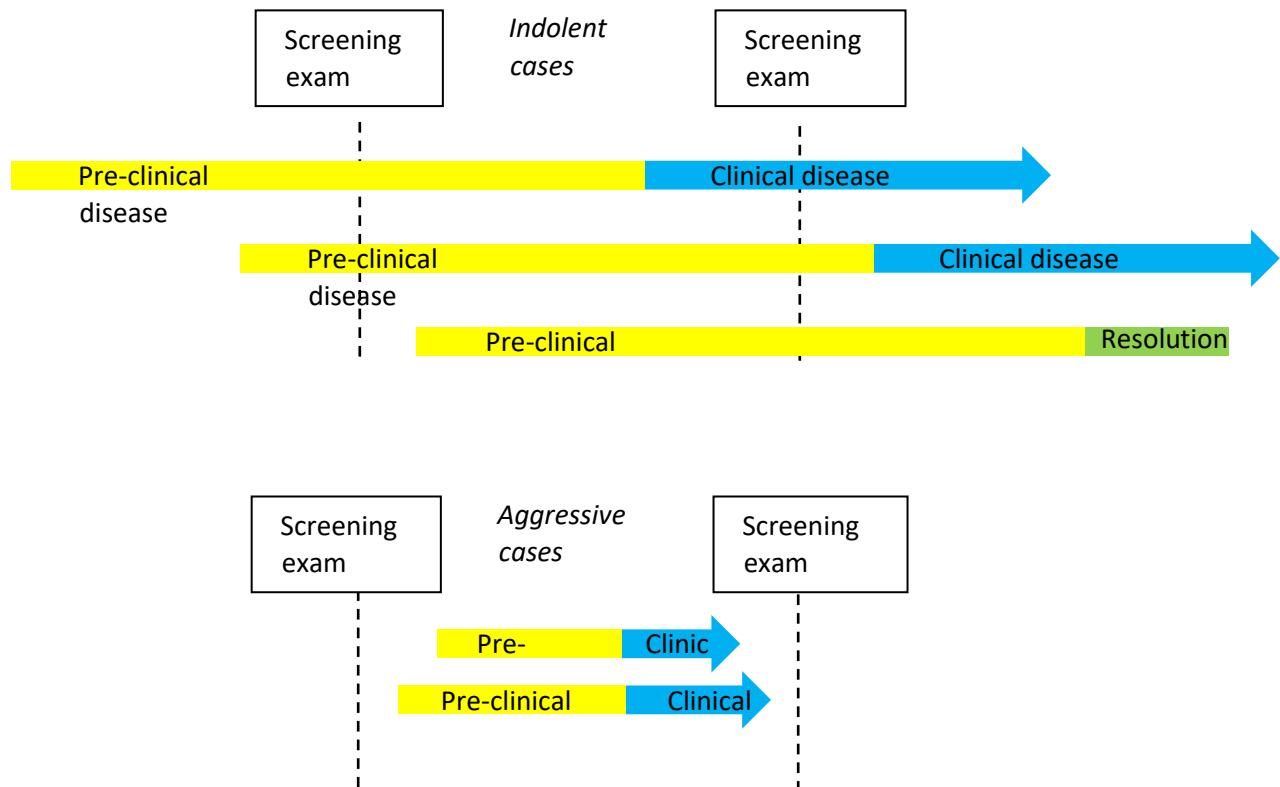 Screening
exam
Indolent
cases
Screening
exam
Pre-clinical
disease
Clinical disease
Pre-clinical
disease
Clinical disease
Pre-clinical
Resolution
Screening
exam
Aggressive
cases
Screening
exam
Pre-
Clinic
Pre-clinical
Clinical